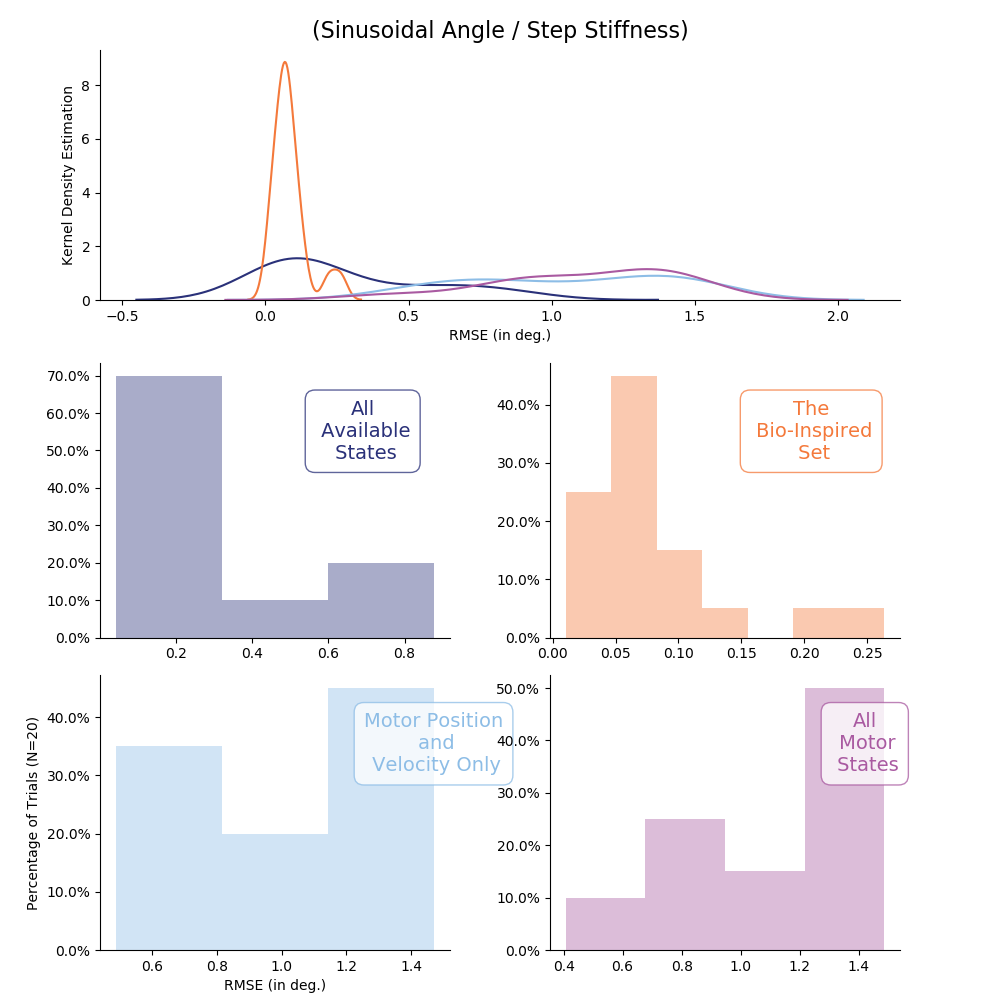 (Sinusoidal Angle / Step Stiffness)
Kernel Density Estimation
8
6
4
2
0
−0.5 0.0 0.5 1.0 1.5 2.0
RMSE (in deg.)
70.0%
60.0%
50.0%
40.0%
30.0%
20.0%
10.0%
0.0%
0.2 0.4 0.6 0.8
All
Available
States
40.0%
30.0%
20.0%
10.0%
0.0%
0.00 0.05 0.10 0.15 0.20 0.25
The
Bio-Inspired
Set
Percentage of Trials (N=20)
40.0%
30.0%
20.0%
10.0%
0.0%
0.6 0.8 1.0 1.2 1.4
RMSE (in deg.)
Motor Position
and
Velocity Only
50.0%
40.0%
30.0%
20.0%
10.0%
0.0%
0.4 0.6 0.8 1.0 1.2 1.4
All
Motor
States